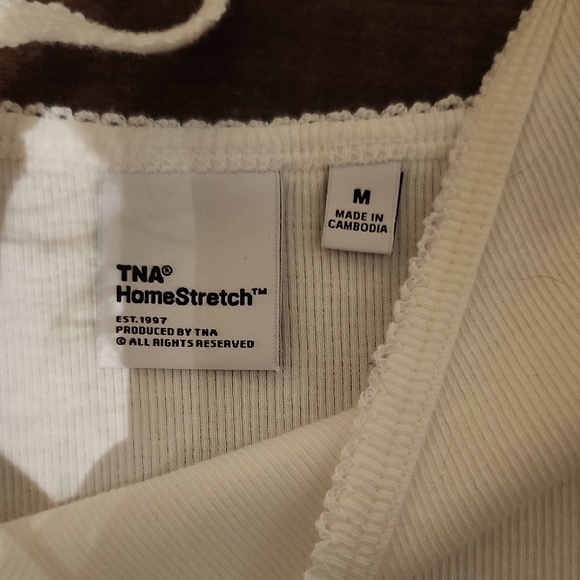 TNA®
HomeStretch™
EST.1997
PRODUCED BY TNA
© ALL RIGHTS RESERVED
M
MADE IN
CAMBODIA